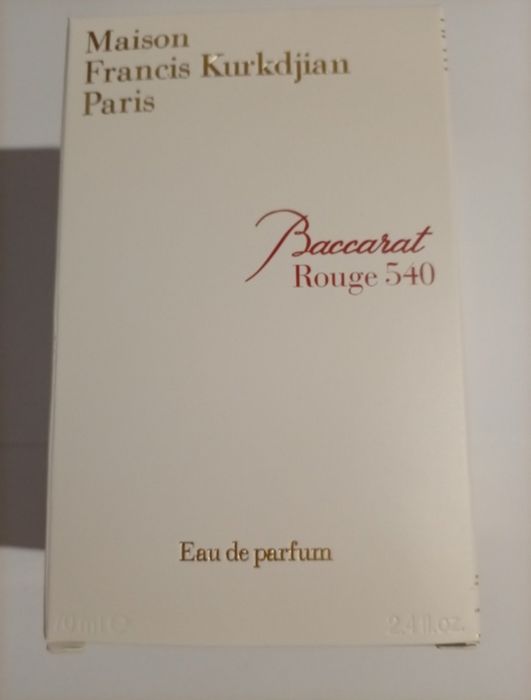 Maison
Francis Kurkdjian
Paris
Baccarat
Rouge 540
Eau de parfum
70 ml ℮ 2.4 fl.oz.